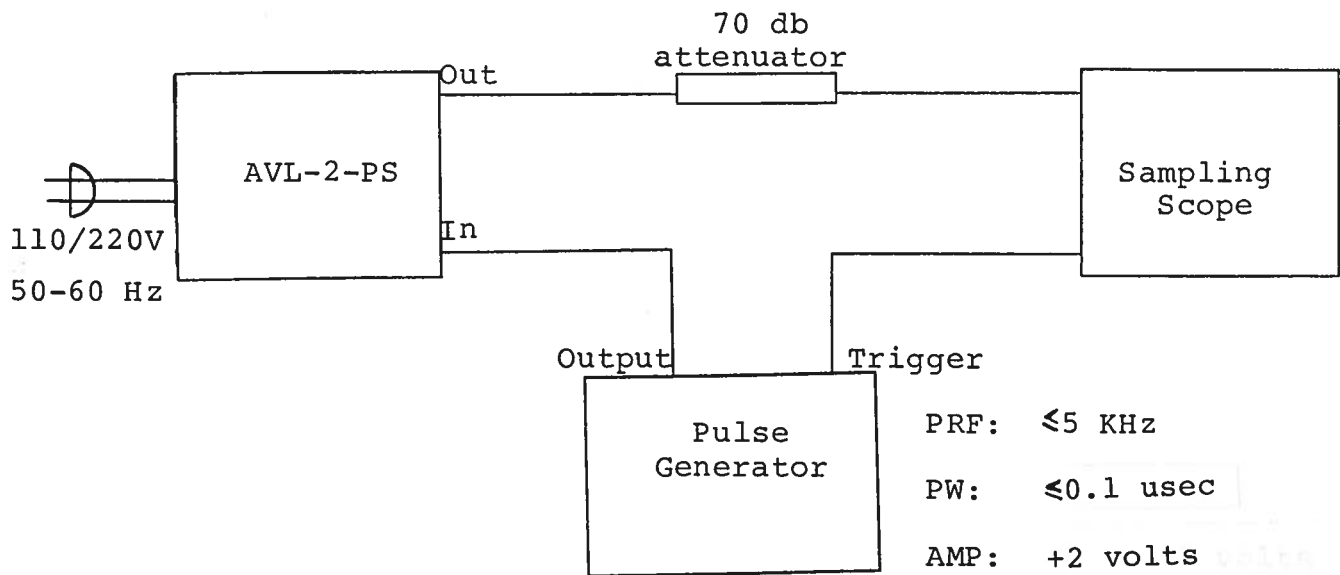 70 db
attenuator
Out
AVL-2-PS
Sampling
Scope
In
110/220V
50-60 Hz
Output
Trigger
Pulse
Generator
PRF: ≤5 KHz
PW: ≤0.1 usec
AMP: +2 volts